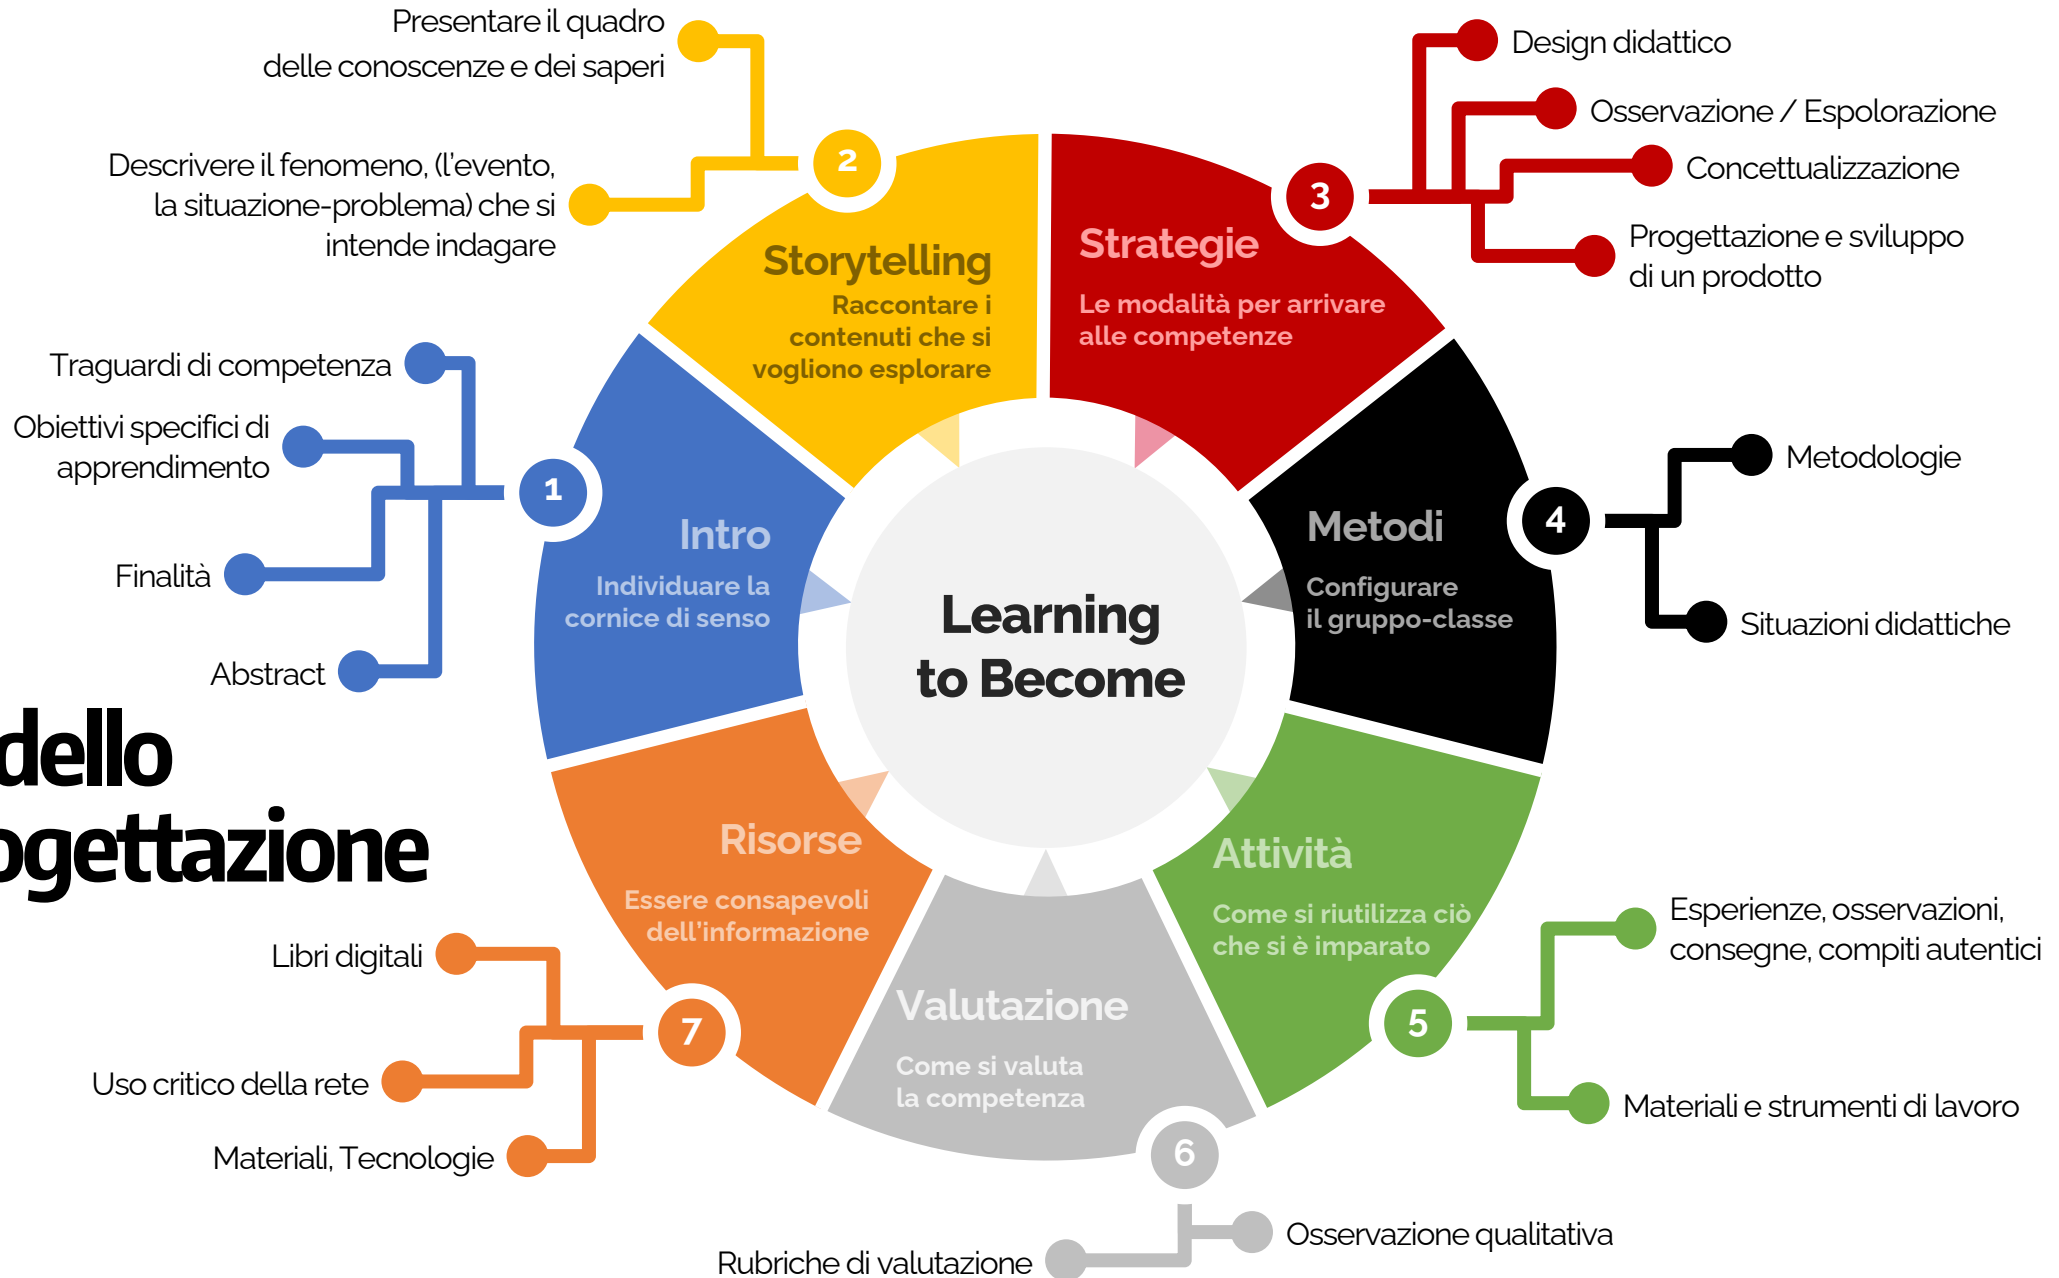 Presentare il quadro
delle conoscenze e dei saperi
Descrivere il fenomeno, (l'evento,
la situazione-problema) che si
intende indagare
2
Storytelling
Raccontare i
contenuti che si
vogliono esplorare
Design didattico
Osservazione / Espolorazione
Concettualizzazione
Progettazione e sviluppo
di un prodotto
3
Strategie
Le modalità per arrivare
alle competenze
Traguardi di competenza
Obiettivi specifici di
apprendimento
Finalità
Abstract
1
Intro
Individuare la
cornice di senso
Learning
to Become
4
Metodi
Configurare
il gruppo-classe
Metodologie
Situazioni didattiche
dello
ogettazione
Risorse
Essere consapevoli
dell'informazione
7
Libri digitali
Uso critico della rete
Materiali, Tecnologie
Valutazione
Come si valuta
la competenza
6
Rubriche di valutazione
Osservazione qualitativa
Attività
Come si riutilizza ciò
che si è imparato
5
Esperienze, osservazioni,
consegne, compiti autentici
Materiali e strumenti di lavoro